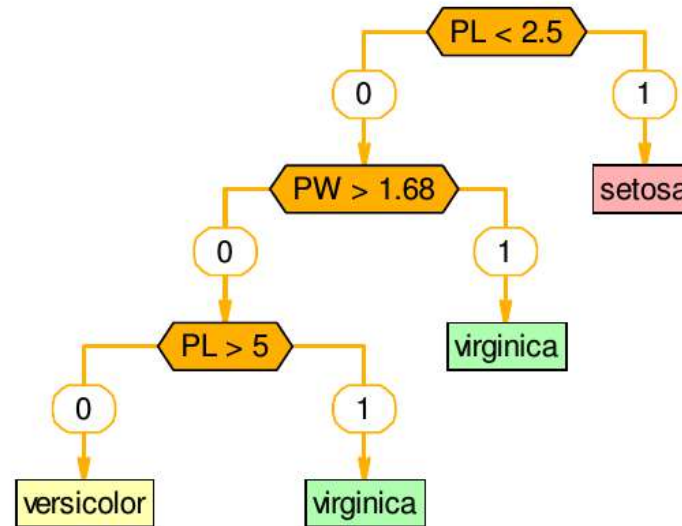 PL < 2.5
0
1
PW > 1.68
setosa
0
1
PL > 5
virginica
0
1
versicolor
virginica